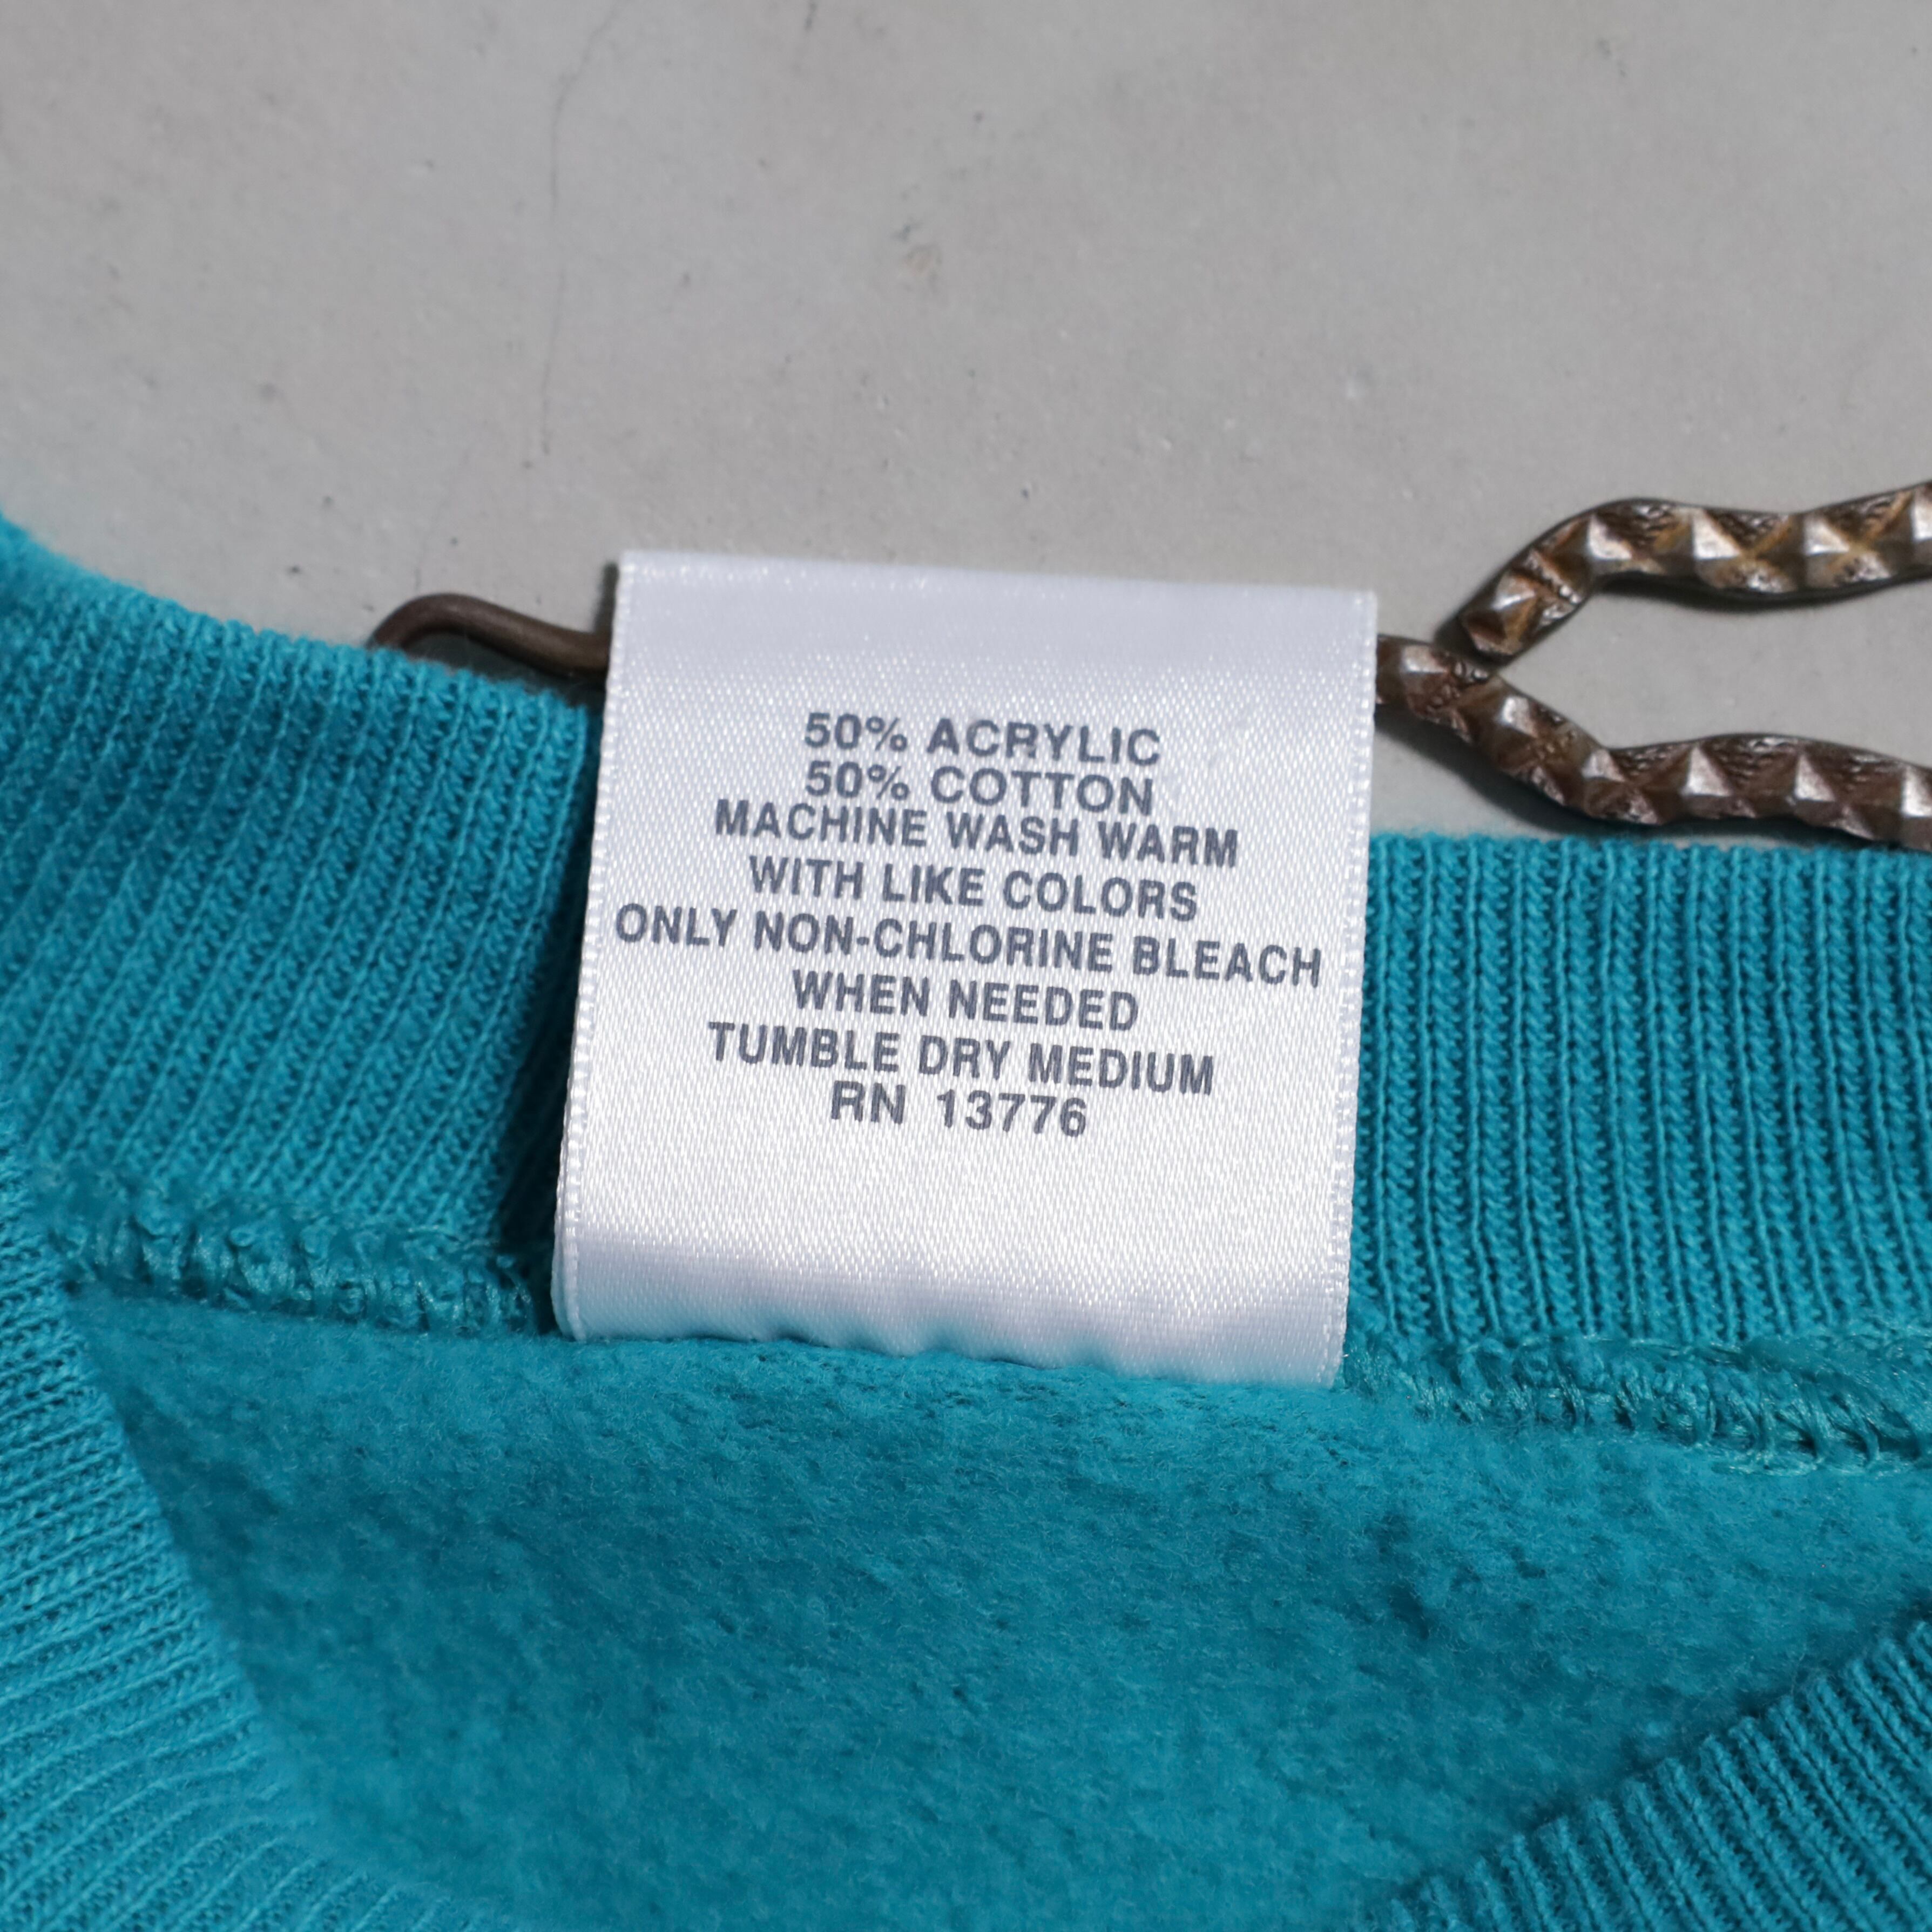 50% ACRYLIC
50% COTTON
MACHINE WASH WARM
WITH LIKE COLORS
ONLY NON-CHLORINE BLEACH
WHEN NEEDED
TUMBLE DRY MEDIUM
RN 13776